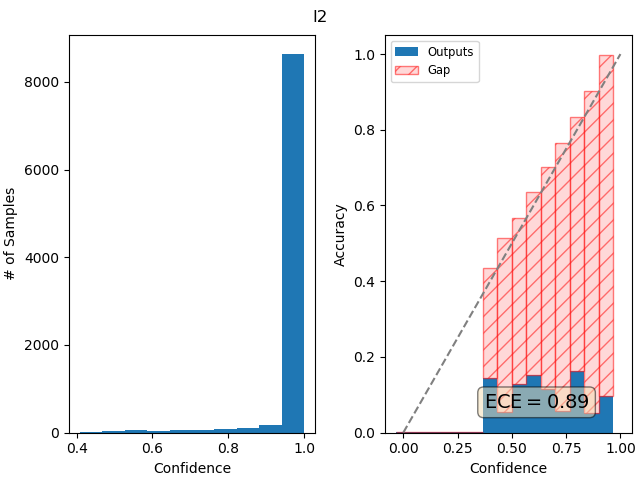 l2
# of Samples
8000
6000
4000
2000
0
0.4 0.6 0.8 1.0
Confidence
Accuracy
1.0
0.8
0.6
0.4
0.2
0.0
Outputs
Gap
ECE = 0.89
0.00 0.25 0.50 0.75 1.00
Confidence